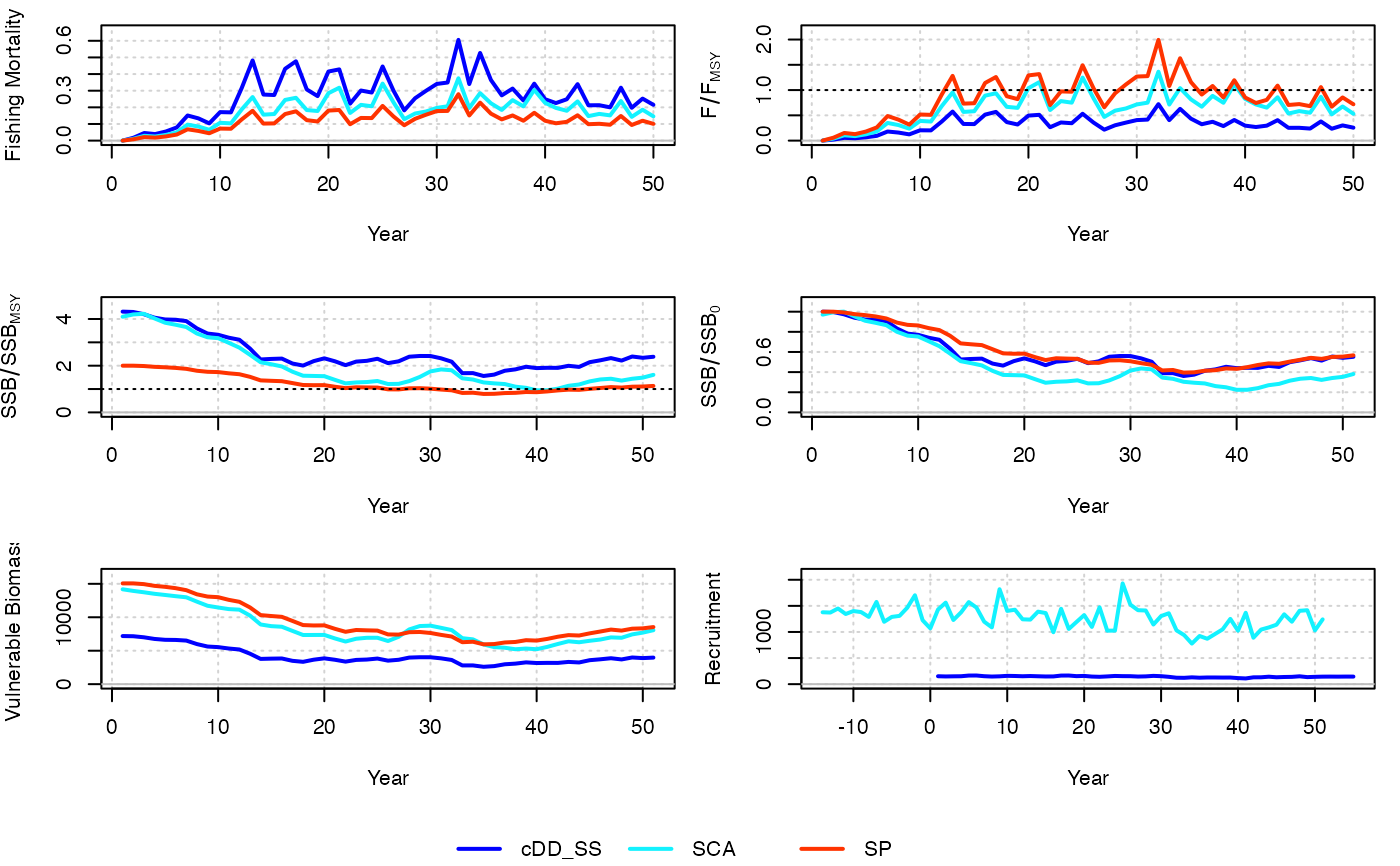 Fishing Mortality
0.0 0.3 0.6
0 10 20 30 40 50
Year
F/F_MSY
0.0 1.0 2.0
0 10 20 30 40 50
Year
SSB/SSB_MSY
0 2 4
0 10 20 30 40 50
Year
SSB/SSB_0
0.0 0.6
0 10 20 30 40 50
Year
Vulnerable Biomass
0 1000
0 10 20 30 40 50
Year
Recruitment
0 1000
-10 0 10 20 30 40 50
Year
cDD_SS SCA SP